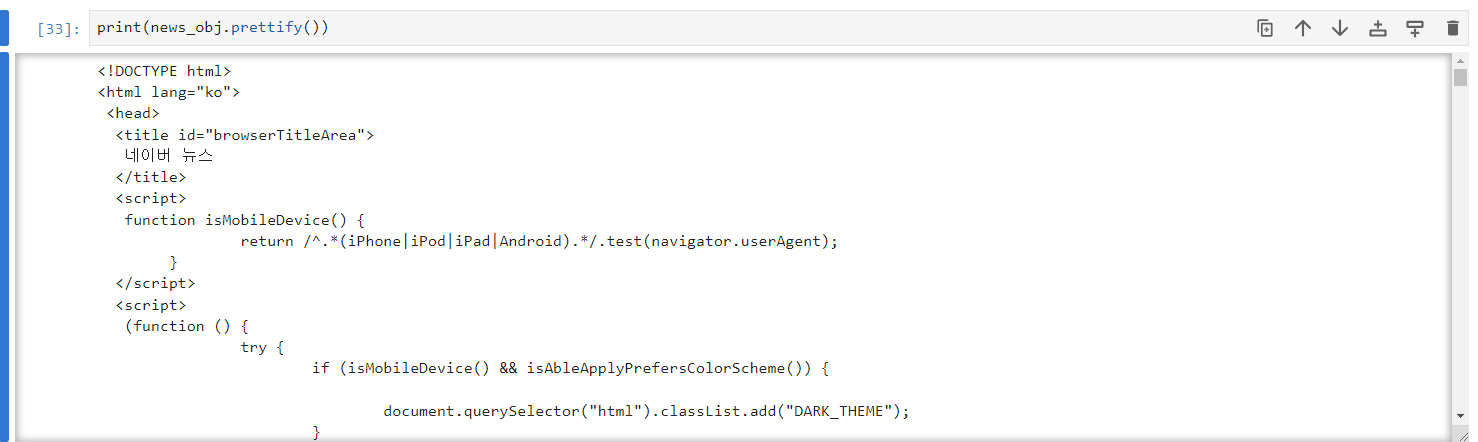 [33]: print(news_obj.prettify())
<!DOCTYPE html>
<html lang="ko">
<head>
<title id="browserTitleArea">
네이버 뉴스
</title>
<script>
function isMobileDevice() {
return /^.*(iPhone|iPod|iPad|Android).*/.test(navigator.userAgent);
}
</script>
<script>
(function () {
try {
if (isMobileDevice() && isAbleApplyPrefersColorScheme()) {
document.querySelector("html").classList.add("DARK_THEME");
}